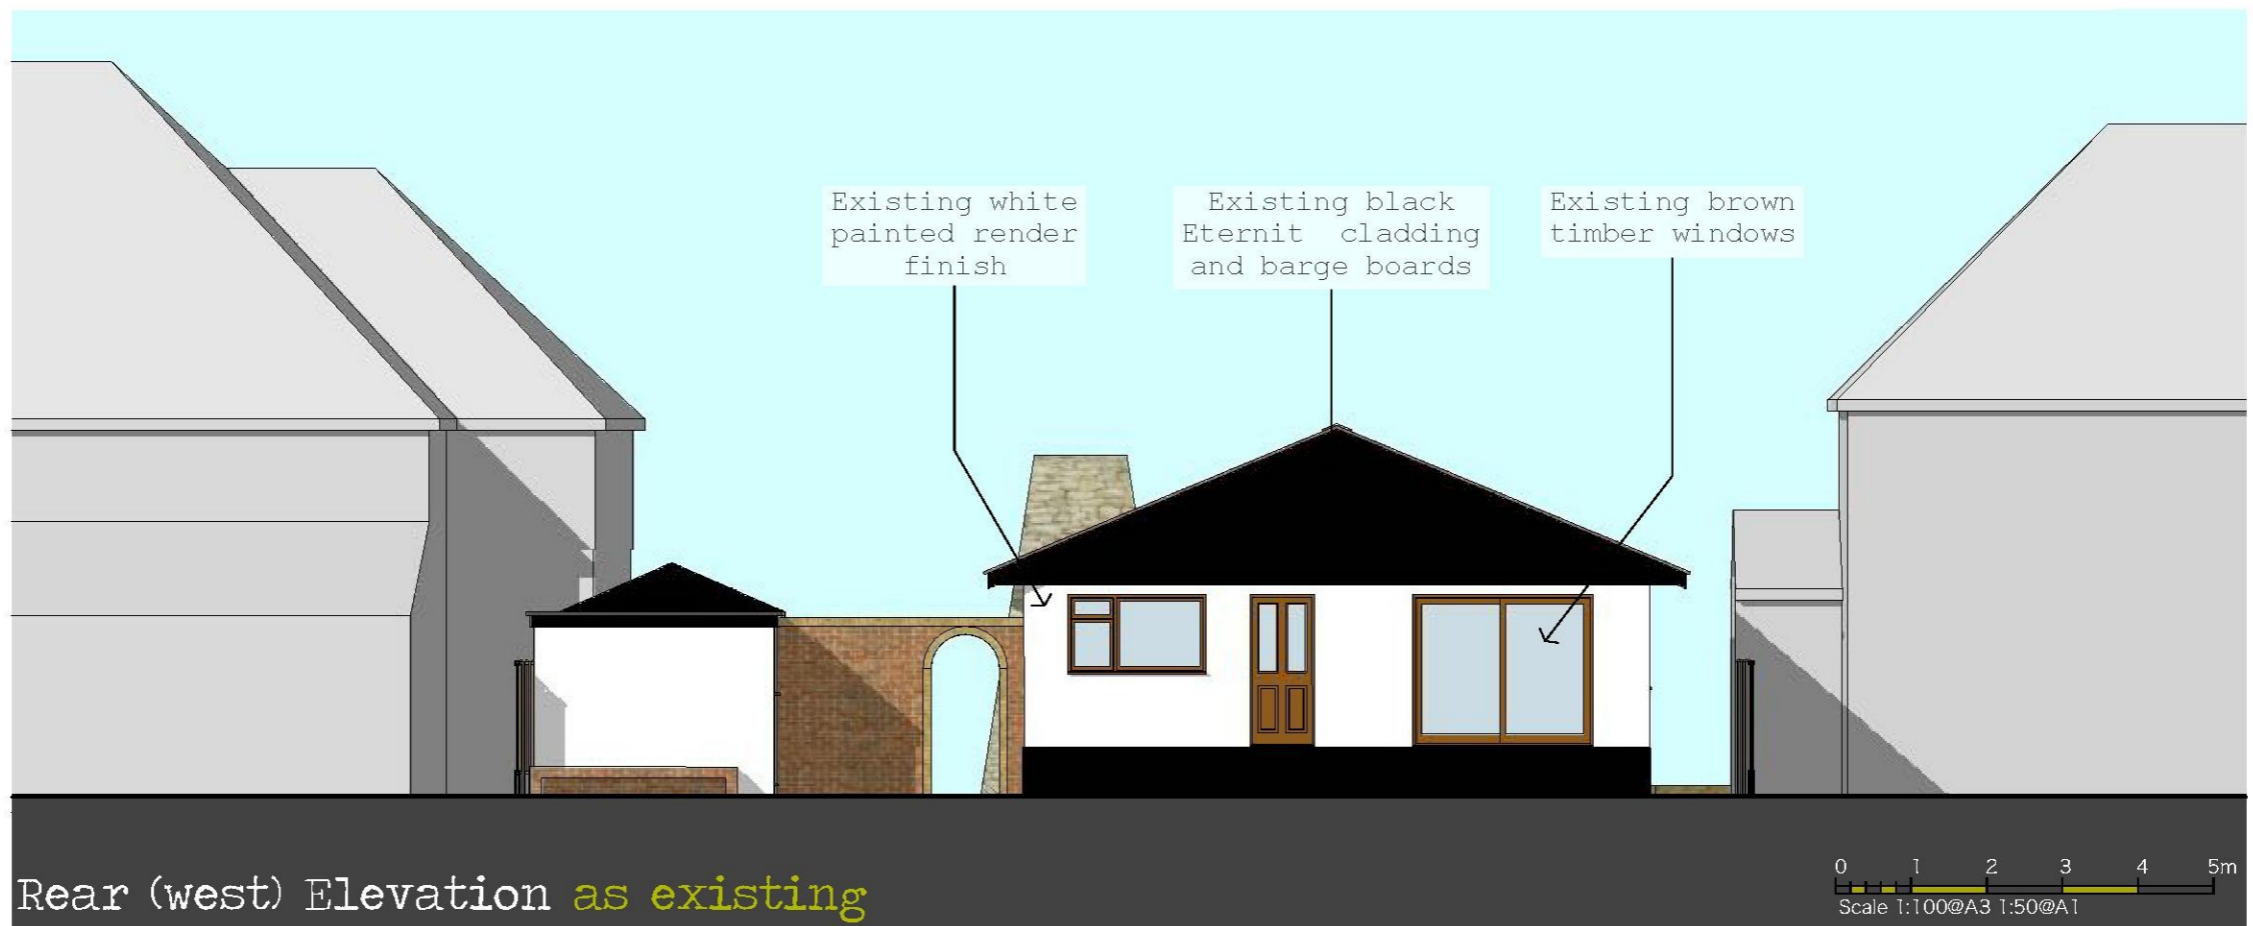 Existing white
painted render
finish
Existing black
Eternit cladding
and barge boards
Existing brown
timber windows
Rear (west) Elevation as existing
0 1 2 3 4 5m
Scale 1:100@A3 1:50@A1